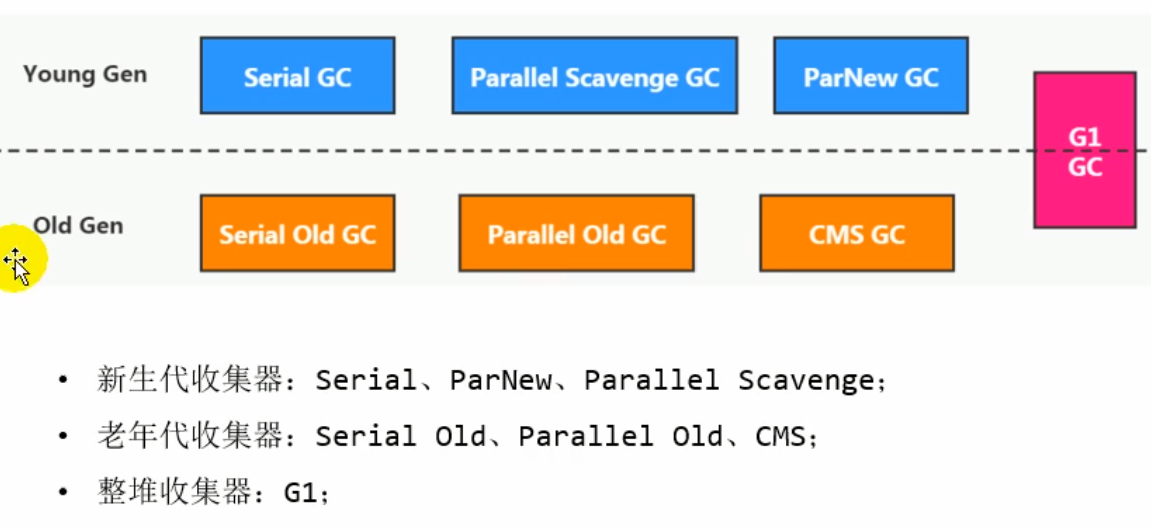 Young Gen
Serial GC
Parallel Scavenge GC
ParNew GC
G1
GC
Old Gen
Serial Old GC
Parallel Old GC
CMS GC
• 新生代收集器：Serial、ParNew、Parallel Scavenge；
• 老年代收集器：Serial Old、Parallel Old、CMS；
• 整堆收集器：G1；